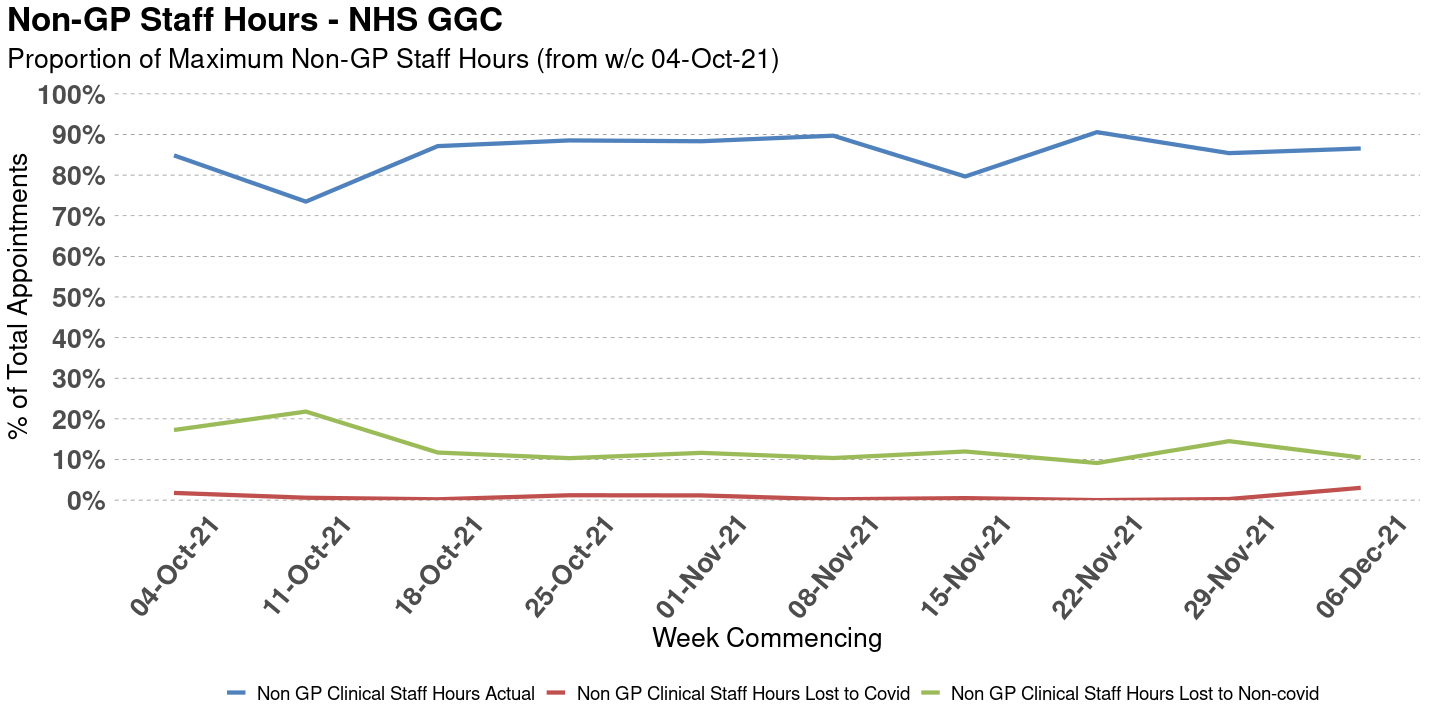 Non-GP Staff Hours - NHS GGC
Proportion of Maximum Non-GP Staff Hours (from w/c 04-Oct-21)
% of Total Appointments
100%
90%
80%
70%
60%
50%
40%
30%
20%
10%
0%
04-Oct-21
11-Oct-21
18-Oct-21
25-Oct-21
01-Nov-21
08-Nov-21
15-Nov-21
22-Nov-21
29-Nov-21
06-Dec-21
Week Commencing
Non GP Clinical Staff Hours Actual
Non GP Clinical Staff Hours Lost to Covid
Non GP Clinical Staff Hours Lost to Non-covid